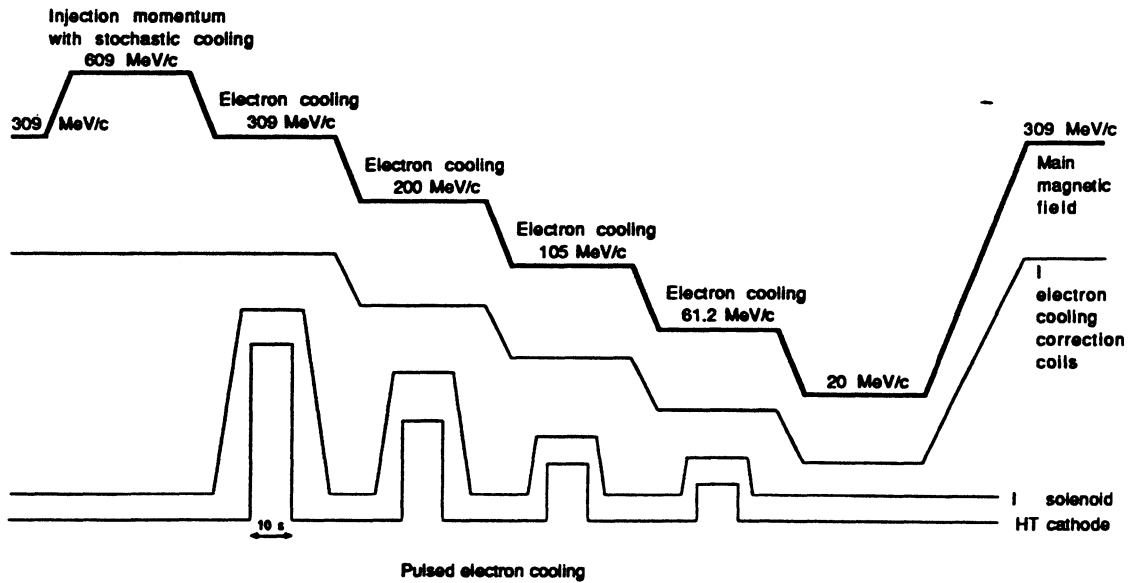 Injection momentum
with stochastic cooling
609 MeV/c
309 MeV/c
Electron cooling
309 MeV/c
Electron cooling
200 MeV/c
Electron cooling
105 MeV/c
Electron cooling
61.2 MeV/c
20 MeV/c
309 MeV/c
Main
magnetic
field
I
electron
cooling
correction
coils
I solenoid
HT cathode
10 s
Pulsed electron cooling